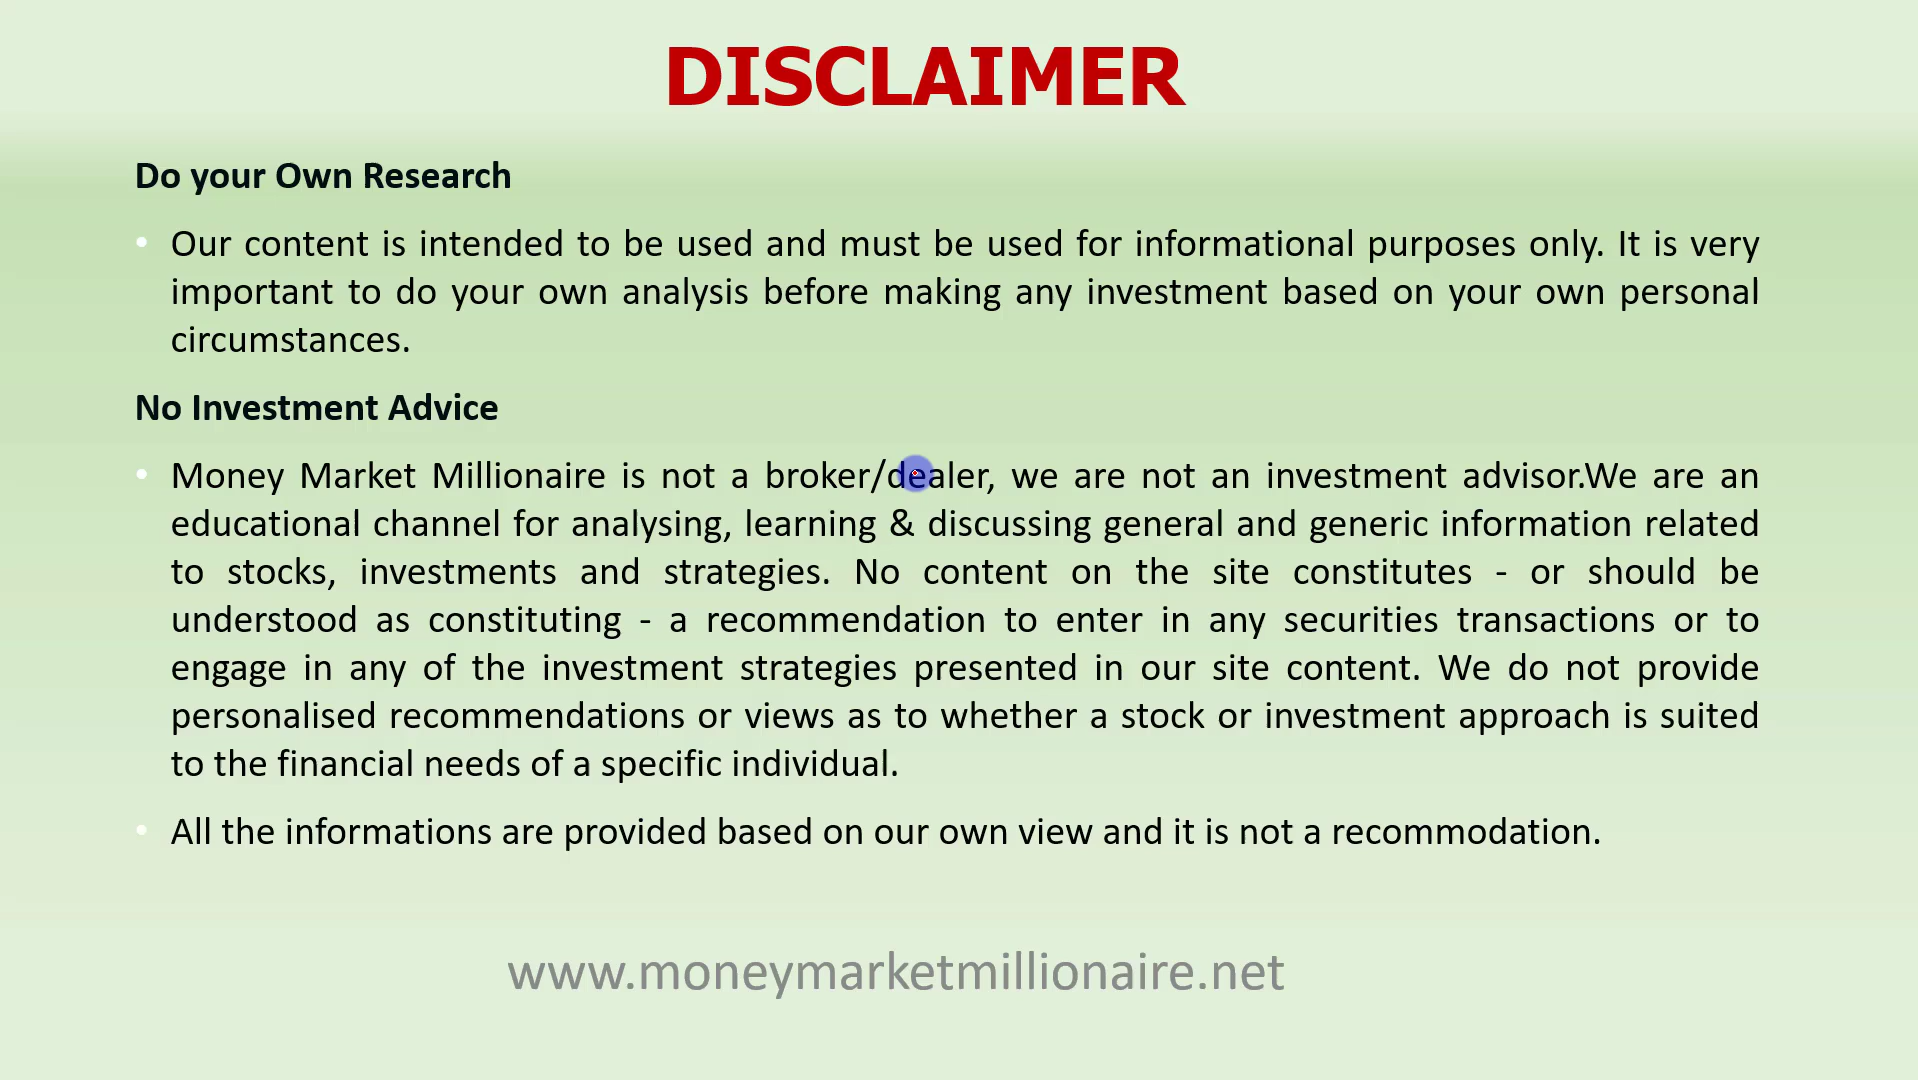 DISCLAIMER
Do your Own Research
• Our content is intended to be used and must be used for informational purposes only. It is very
important to do your own analysis before making any investment based on your own personal
circumstances.
No Investment Advice
• Money Market Millionaire is not a broker/dealer, we are not an investment advisor.We are an
educational channel for analysing, learning & discussing general and generic information related
to stocks, investments and strategies. No content on the site constitutes - or should be
understood as constituting - a recommendation to enter in any securities transactions or to
engage in any of the investment strategies presented in our site content. We do not provide
personalised recommendations or views as to whether a stock or investment approach is suited
to the financial needs of a specific individual.
• All the informations are provided based on our own view and it is not a recommodation.
www.moneymarketmillionaire.net